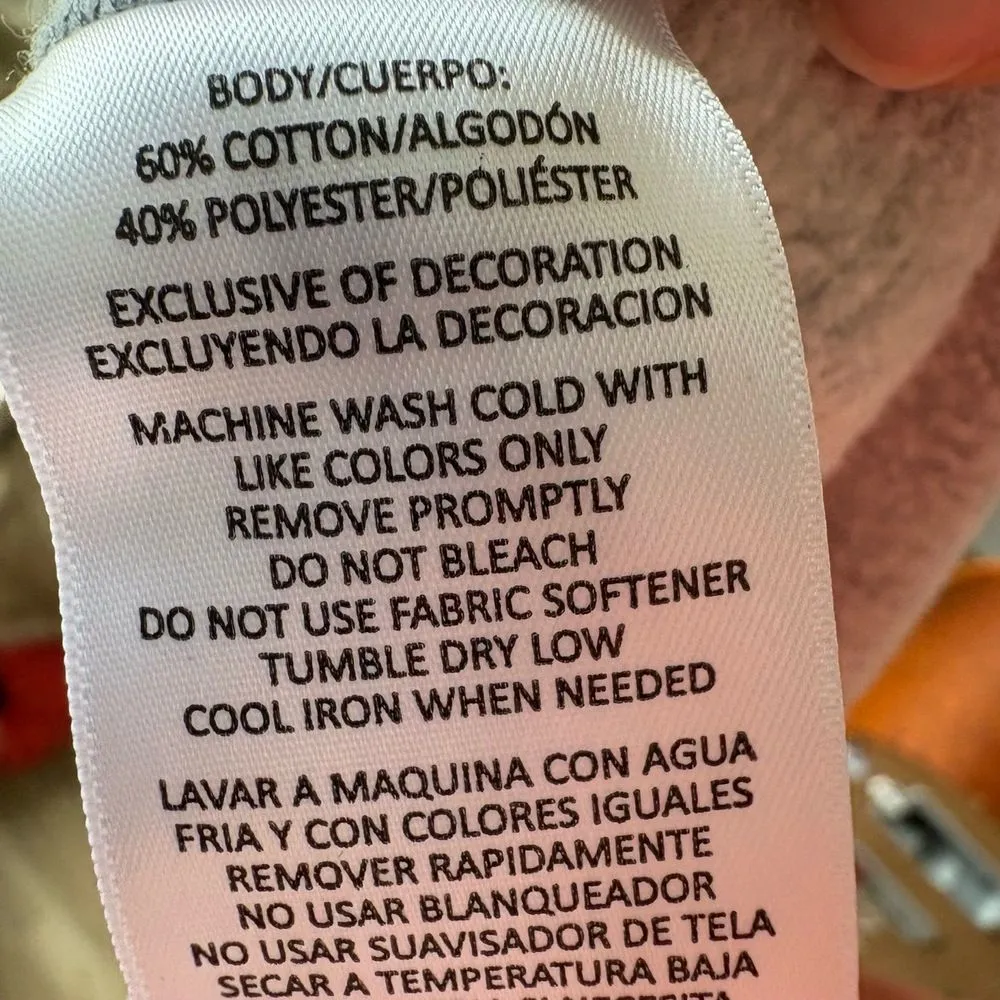 BODY/CUERPO:
60% COTTON/ALGODÓN
40% POLYESTER/POLIÉSTER
EXCLUSIVE OF DECORATION
EXCLUYENDO LA DECORACION
MACHINE WASH COLD WITH
LIKE COLORS ONLY
REMOVE PROMPTLY
DO NOT BLEACH
DO NOT USE FABRIC SOFTENER
TUMBLE DRY LOW
COOL IRON WHEN NEEDED
LAVAR A MAQUINA CON AGUA
FRIA Y CON COLORES IGUALES
REMOVER RAPIDAMENTE
NO USAR BLANQUEADOR
NO USAR SUAVISADOR DE TELA
SECAR A TEMPERATURA BAJA